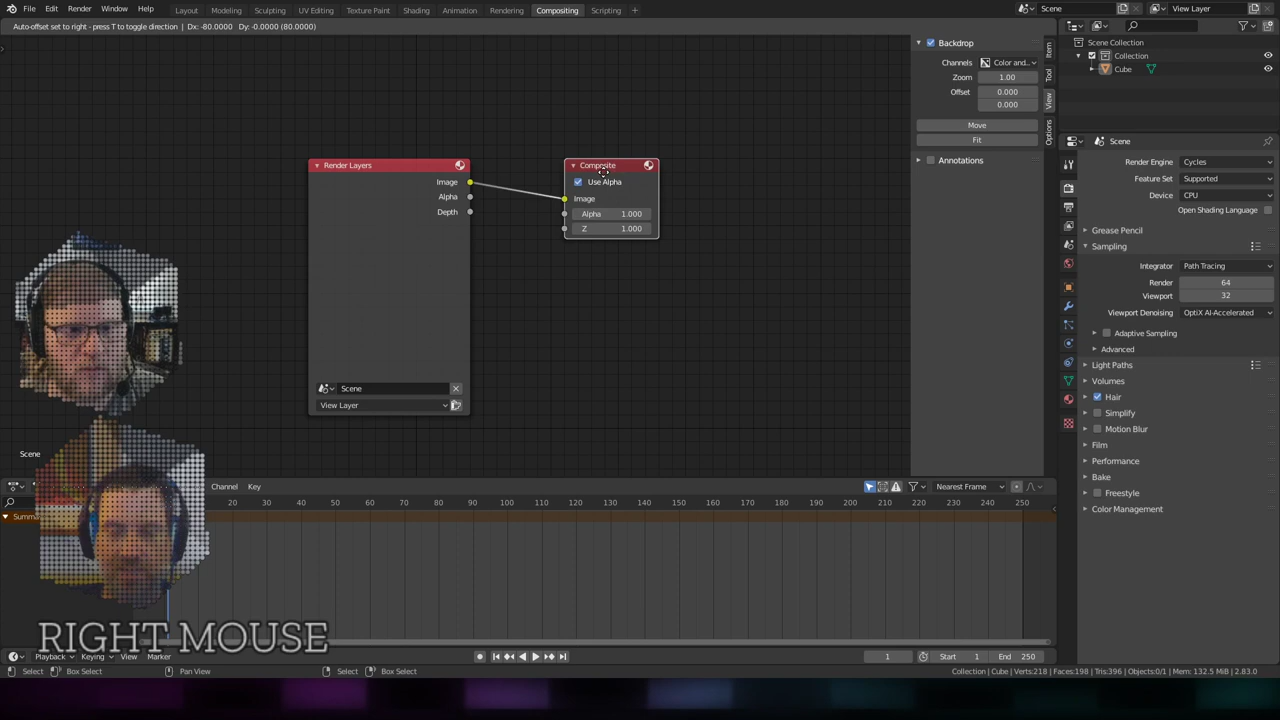 File Edit Render Window Help Layout Modeling Sculpting UV Editing Texture Paint Shading Animation Rendering Compositing Scripting Scene View Layer
Auto-offset set to right - press T to toggle direction | Dx: -80.0000 Dy: -0.0000 (80.0000)
Backdrop
Channels Color and...
Zoom 1.00
Offset 0.000
0.000
Move
Fit
Annotations
Item
Tool
View
Options
Scene Collection
Collection
Cube
Render Layers
Image
Alpha
Depth
Scene
View Layer
Composite
Use Alpha
Image
Alpha 1.000
Z 1.000
Scene
Render Engine Cycles
Feature Set Supported
Device CPU
Open Shading Language
Grease Pencil
Sampling
Integrator Path Tracing
Render 64
Viewport 32
Viewport Denoising OptiX AI-Accelerated
Adaptive Sampling
Advanced
Light Paths
Volumes
Hair
Simplify
Motion Blur
Film
Performance
Bake
Freestyle
Color Management
Scene
Channel Key Nearest Frame
20 30 40 50 60 70 80 90 100 110 120 130 140 150 160 170 180 190 200 210 220 230 240 250
RIGHT MOUSE
Playback Keying View Marker 1 Start 1 End 250
Select Box Select Pan View Select Box Select Collection | Cube | Verts:218 | Faces:198 | Tris:396 | Objects:0/1 | Mem: 132.5 MiB | 2.83.0